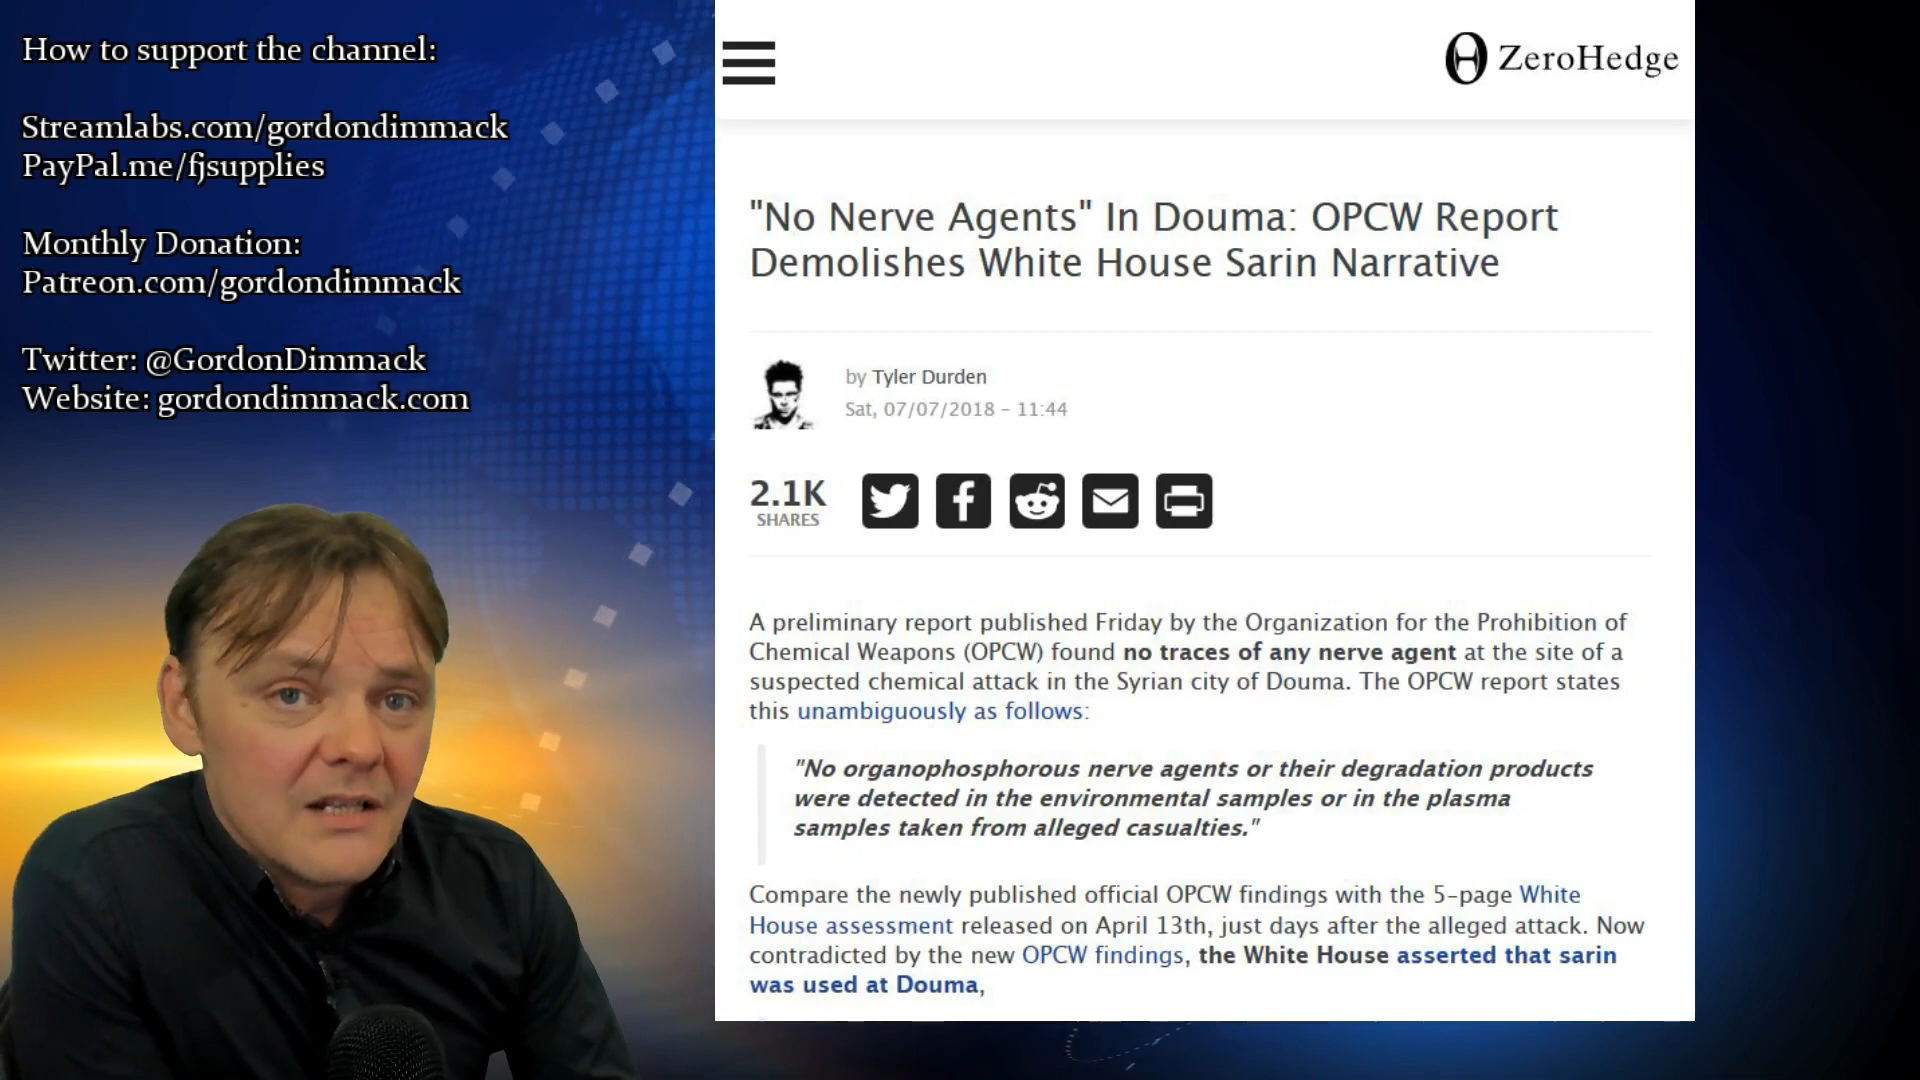 How to support the channel:
Streamlabs.com/gordondimmack
PayPal.me/fjsupplies
Monthly Donation:
Patreon.com/gordondimmack
Twitter: @GordonDimmack
Website: gordondimmack.com
ZeroHedge
"No Nerve Agents" In Douma: OPCW Report
Demolishes White House Sarin Narrative
by Tyler Durden
Sat, 07/07/2018 - 11:44
2.1K
SHARES
A preliminary report published Friday by the Organization for the Prohibition of
Chemical Weapons (OPCW) found no traces of any nerve agent at the site of a
suspected chemical attack in the Syrian city of Douma. The OPCW report states
this unambiguously as follows:
"No organophosphorous nerve agents or their degradation products
were detected in the environmental samples or in the plasma
samples taken from alleged casualties."
Compare the newly published official OPCW findings with the 5-page White
House assessment released on April 13th, just days after the alleged attack. Now
contradicted by the new OPCW findings, the White House asserted that sarin
was used at Douma,